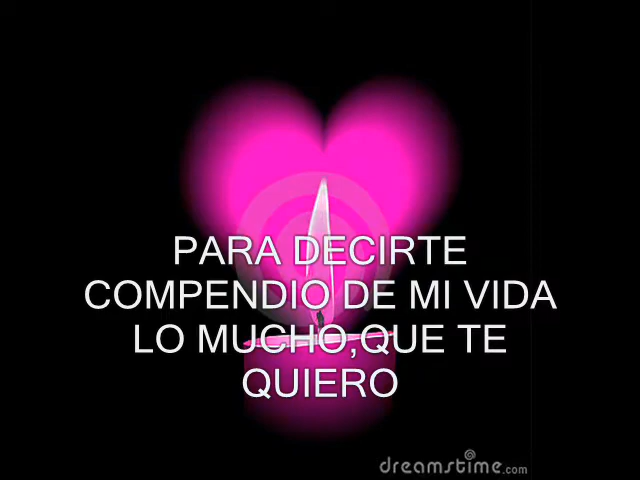 PARA DECIRTE
COMPENDIO DE MI VIDA
LO MUCHO,QUE TE
QUIERO
dreamstime.com